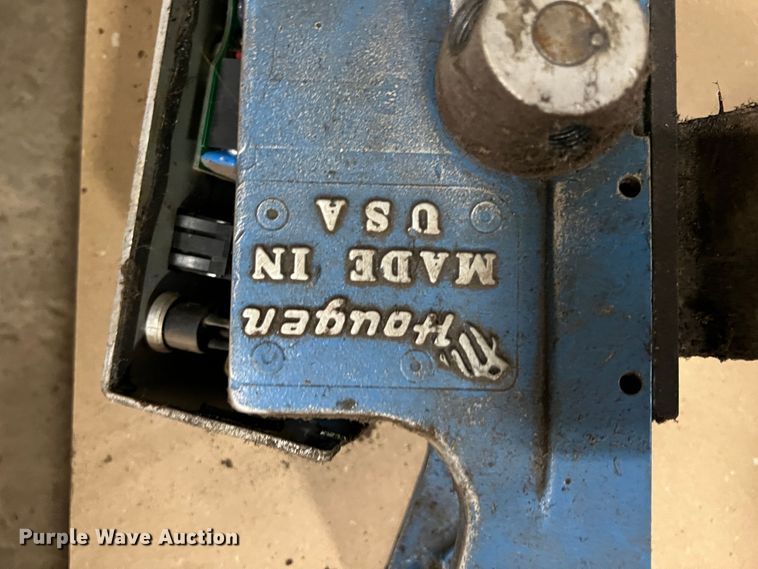 Hougen
MADE IN
USA
Purple Wave Auction